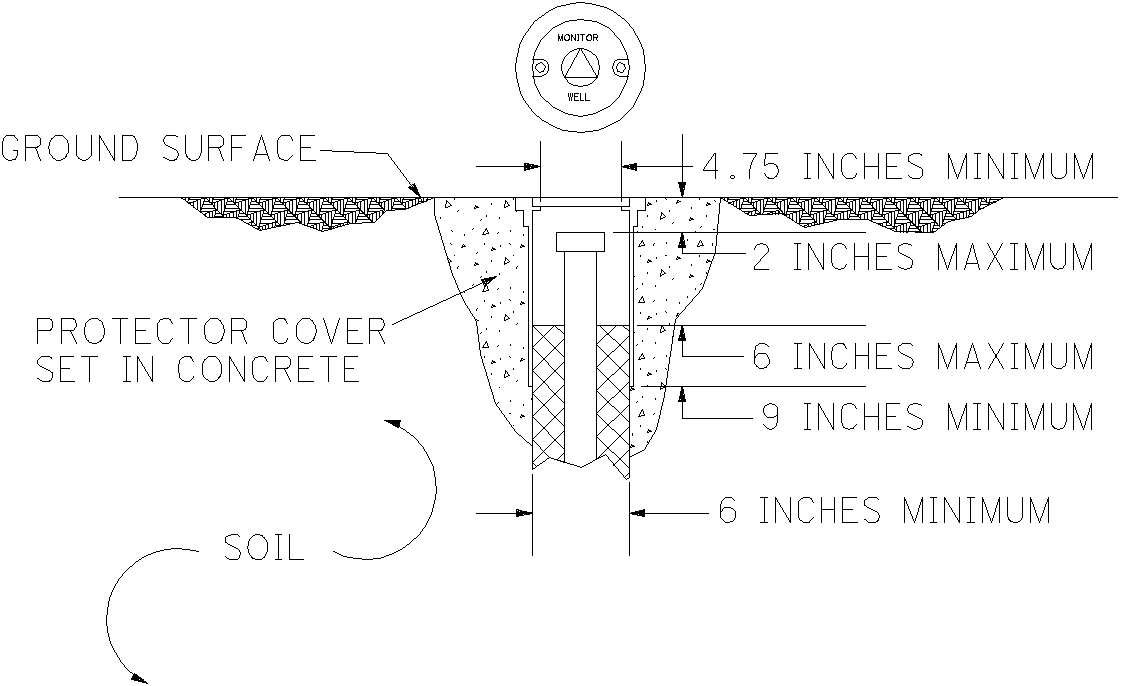 MONITOR
WELL
GROUND SURFACE
4.75 INCHES MINIMUM
2 INCHES MAXIMUM
PROTECTOR COVER
SET IN CONCRETE
6 INCHES MAXIMUM
9 INCHES MINIMUM
6 INCHES MINIMUM
SOIL